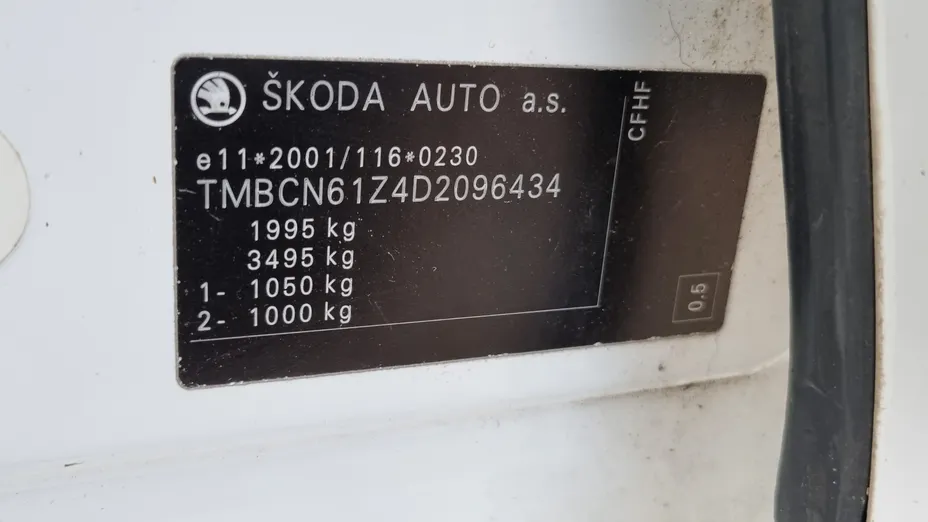 ŠKODA AUTO a.s.
CFHF
e11*2001/116*0230
TMBCN61Z4D2096434
1995 kg
3495 kg
1- 1050 kg
2- 1000 kg
0.5